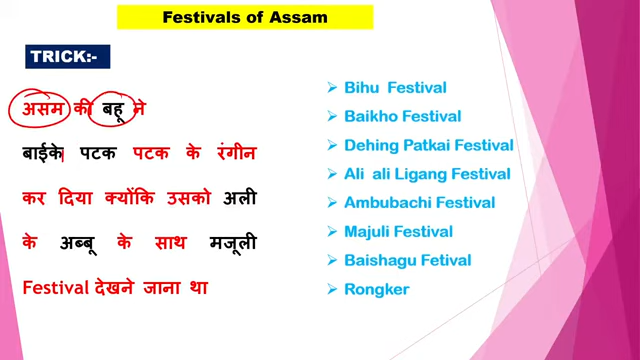 Festivals of Assam
TRICK:-
असम की बहू ने
बाईके पटक पटक के रंगीन
कर दिया क्योंकि उसको अली
के अब्बू के साथ मजूली
Festival देखने जाना था
Bihu Festival
Baikho Festival
Dehing Patkai Festival
Ali ali Ligang Festival
Ambubachi Festival
Majuli Festival
Baishagu Fetival
Rongker